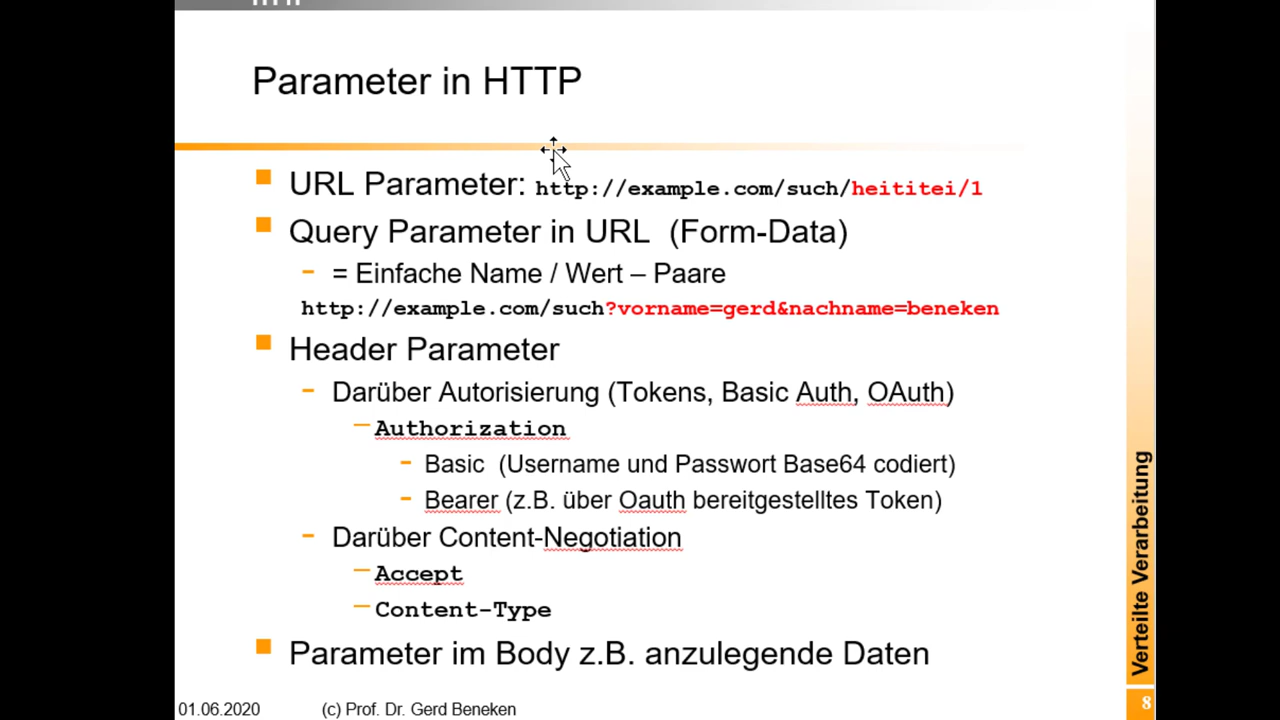 Parameter in HTTP
URL Parameter: http://example.com/such/heititei/1
Query Parameter in URL (Form-Data)
- = Einfache Name / Wert – Paare
http://example.com/such?vorname=gerd&nachname=beneken
Header Parameter
- Darüber Autorisierung (Tokens, Basic Auth, OAuth)
– Authorization
- Basic (Username und Passwort Base64 codiert)
- Bearer (z.B. über Oauth bereitgestelltes Token)
- Darüber Content-Negotiation
– Accept
– Content-Type
Parameter im Body z.B. anzulegende Daten
Verteilte Verarbeitung
01.06.2020 (c) Prof. Dr. Gerd Beneken 8